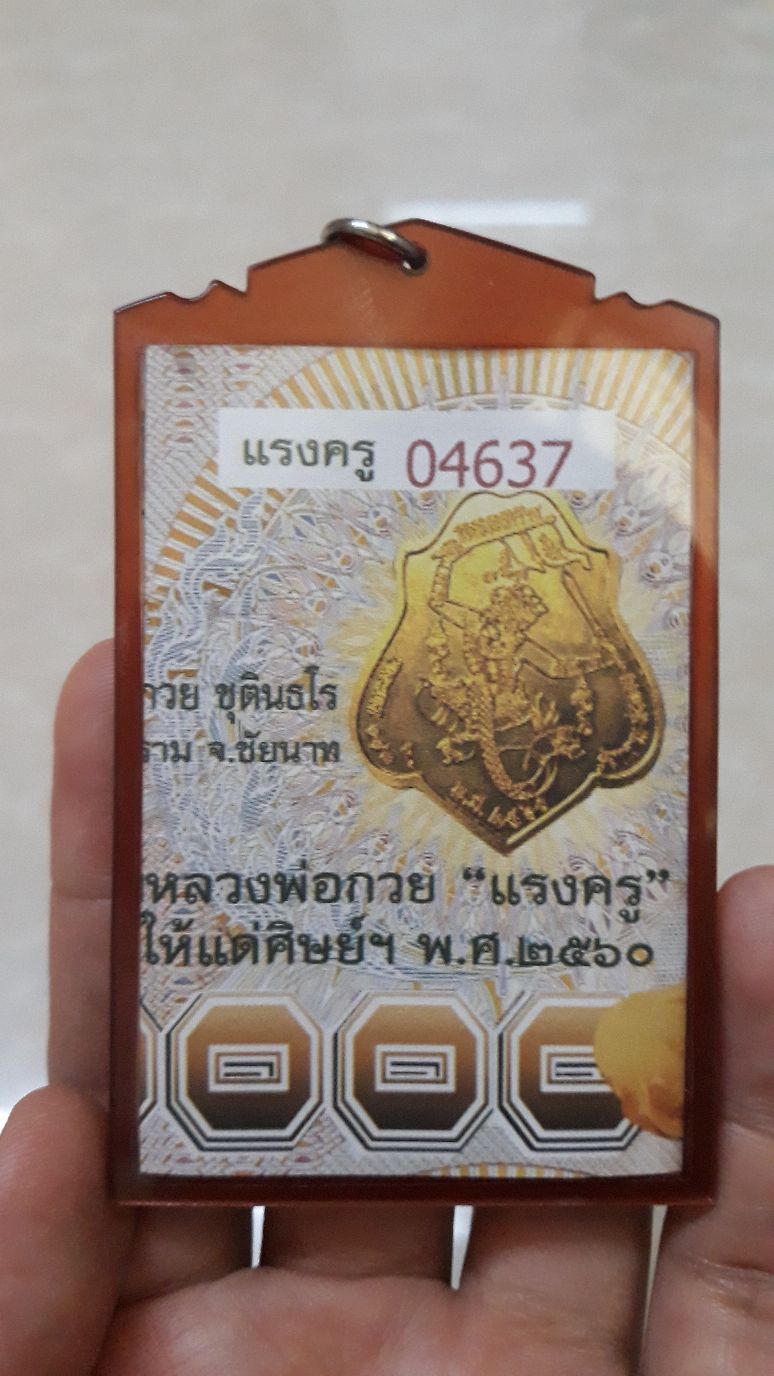 แรงครู 04637
กวย ชุตินธโร
ราม จ.ชัยนาท
หลวงพ่อกวย “แรงครู”
ให้แด่ศิษย์ฯ พ.ศ.๒๕๖๐